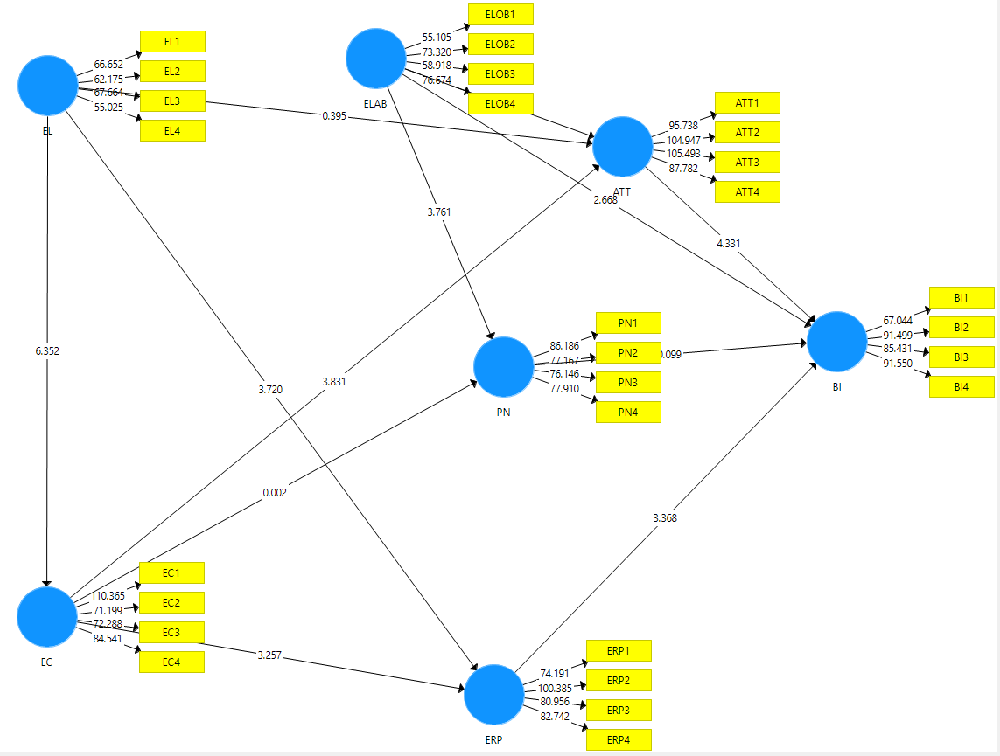 ELOB1
EL1
55.105
ELOB2
66.652
73.320
EL2
58.918
ELOB3
62.175
76.674
67.664
EL3
ELOB4
ATT1
55.025
ELAB
0.395
EL
EL4
95.738
ATT2
104.947
105.493
ATT3
87.782
ATT4
ATT
2.668
3.761
4.331
BI1
67.044
PN1
BI2
91.499
86.186
85.431
6.352
PN2
.099
BI3
77.167
91.550
76.146
3.831
PN3
BI
BI4
3.720
77.910
PN
PN4
0.002
3.368
EC1
110.365
EC2
71.199
72.288
EC3
84.541
3.257
ERP1
EC
EC4
74.191
ERP2
100.385
80.956
ERP3
82.742
ERP
ERP4